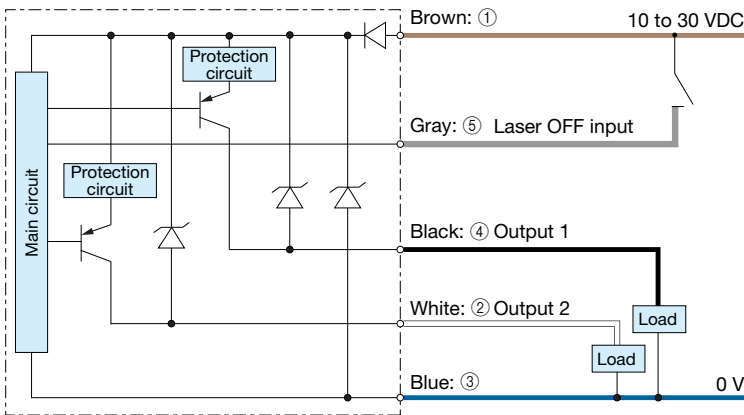 Brown: ① 10 to 30 VDC
Protection
circuit
Gray: ⑤ Laser OFF input
Protection
circuit
Main circuit
Black: ④ Output 1
White: ② Output 2
Load
Load
Blue: ③ 0 V